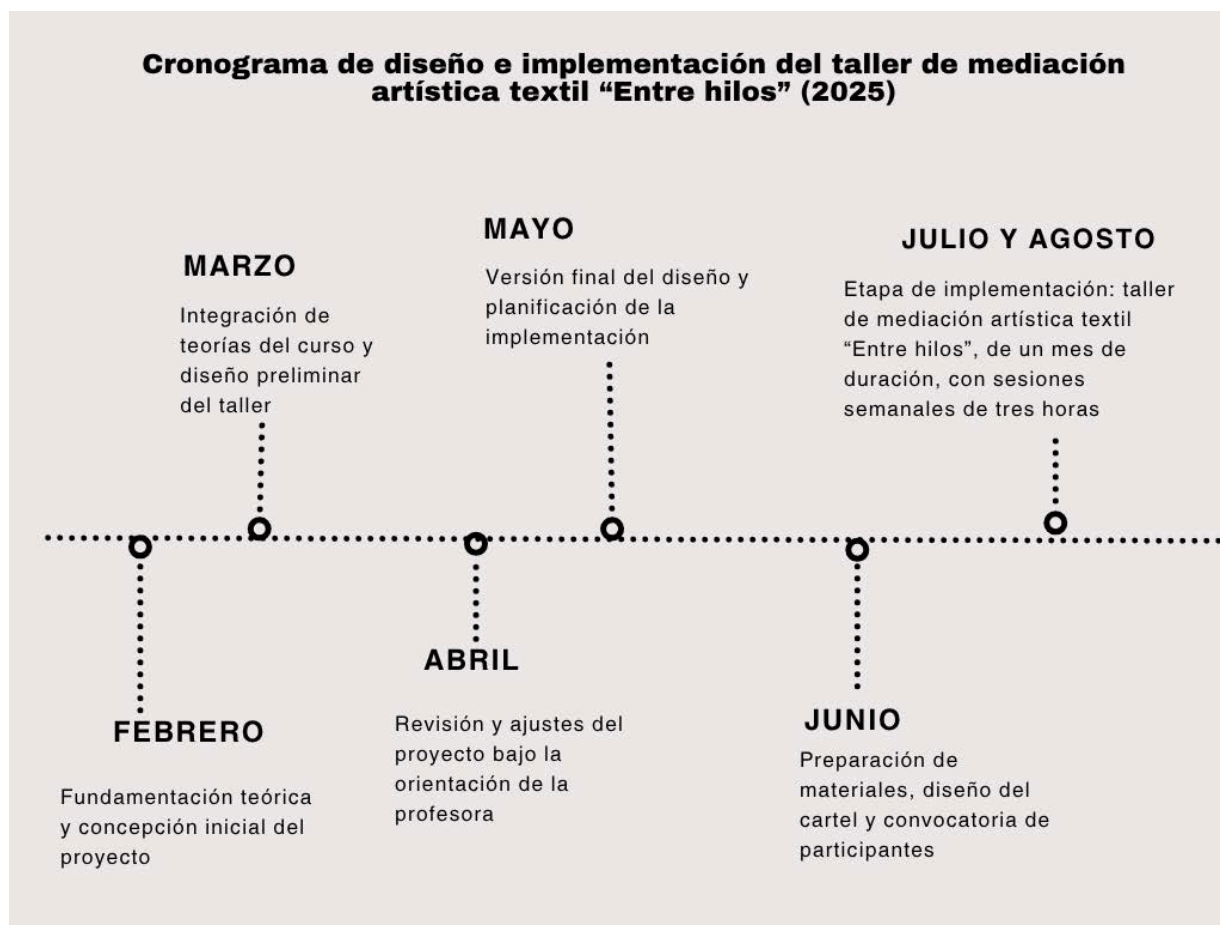 Cronograma de diseño e implementación del taller de mediación
artística textil “Entre hilos” (2025)
FEBRERO
Fundamentación teórica
y concepción inicial del
proyecto
MARZO
Integración de
teorías del curso y
diseño preliminar
del taller
ABRIL
Revisión y ajustes del
proyecto bajo la
orientación de la
profesora
MAYO
Versión final del diseño y
planificación de la
implementación
JUNIO
Preparación de
materiales, diseño del
cartel y convocatoria de
participantes
JULIO Y AGOSTO
Etapa de implementación: taller
de mediación artística textil
“Entre hilos”, de un mes de
duración, con sesiones
semanales de tres horas